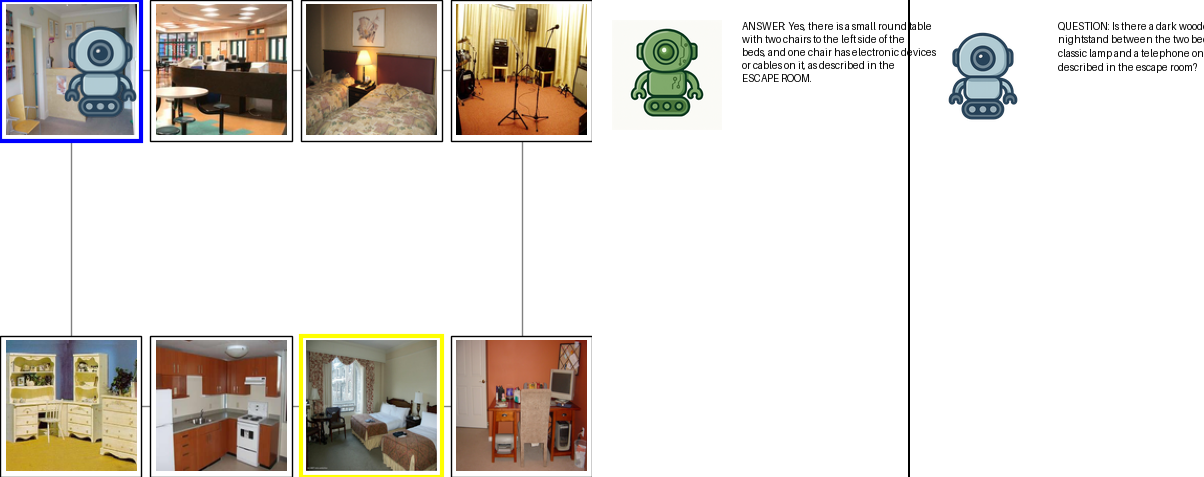 ANSWER: Yes, there is a small round table
with two chairs to the left side of the
beds, and one chair has electronic devices
or cables on it, as described in the
ESCAPE ROOM.
QUESTION: Is there a dark
nightstand between the two
classic lamp and a telephone on
described in the escape room?